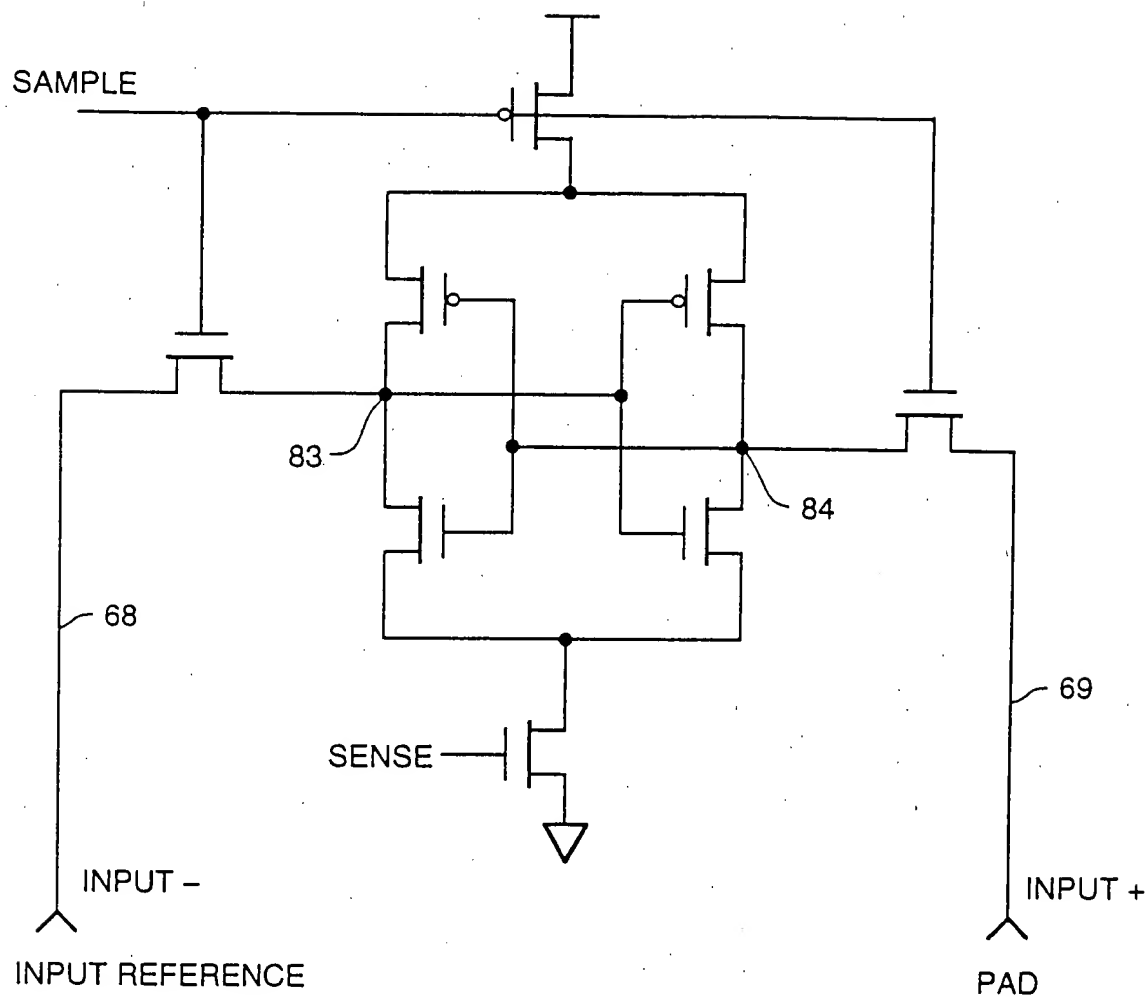 SAMPLE
83
84
68
69
SENSE
INPUT –
INPUT +
INPUT REFERENCE
PAD